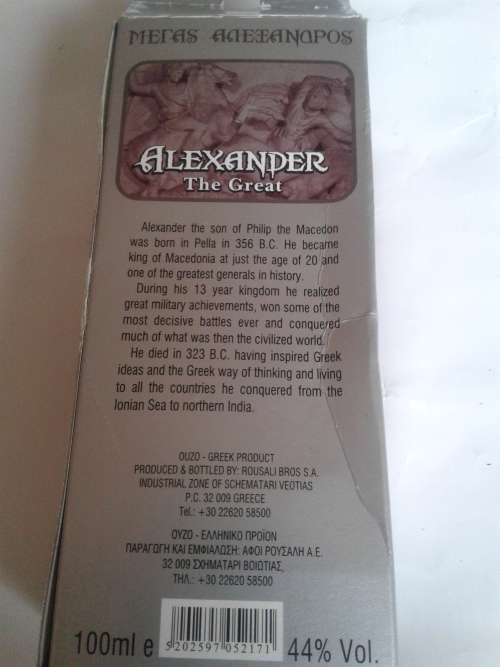 ΜΕΓΑS ΑΛΕΞΑΝΔΡΟS
ALEXANDER
The Great
Alexander the son of Philip the Macedon
was born in Pella in 356 B.C. He became
king of Macedonia at just the age of 20 and
one of the greatest generals in history.
During his 13 year kingdom he realized
great military achievements, won some of the
most decisive battles ever and conquered
much of what was then the civilized world.
He died in 323 B.C. having inspired Greek
ideas and the Greek way of thinking and living
to all the countries he conquered from the
Ionian Sea to northern India.
OUZO - GREEK PRODUCT
PRODUCED & BOTTLED BY: ROUSALI BROS S.A.
INDUSTRIAL ZONE OF SCHEMATARI VEOTIAS
P.C. 32 009 GREECE
Tel.: +30 22620 58500
ΟΥΖΟ - ΕΛΛΗΝΙΚΟ ΠΡΟΪΟΝ
ΠΑΡΑΓΩΓΗ ΚΑΙ ΕΜΦΙΑΛΩΣΗ: ΑΦΟΙ ΡΟΥΣΑΛΗ Α.Ε.
32 009 ΣΧΗΜΑΤΑΡΙ ΒΟΙΩΤΙΑΣ,
ΤΗΛ.: +30 22620 58500
100ml e 5202597052171 44% Vol.